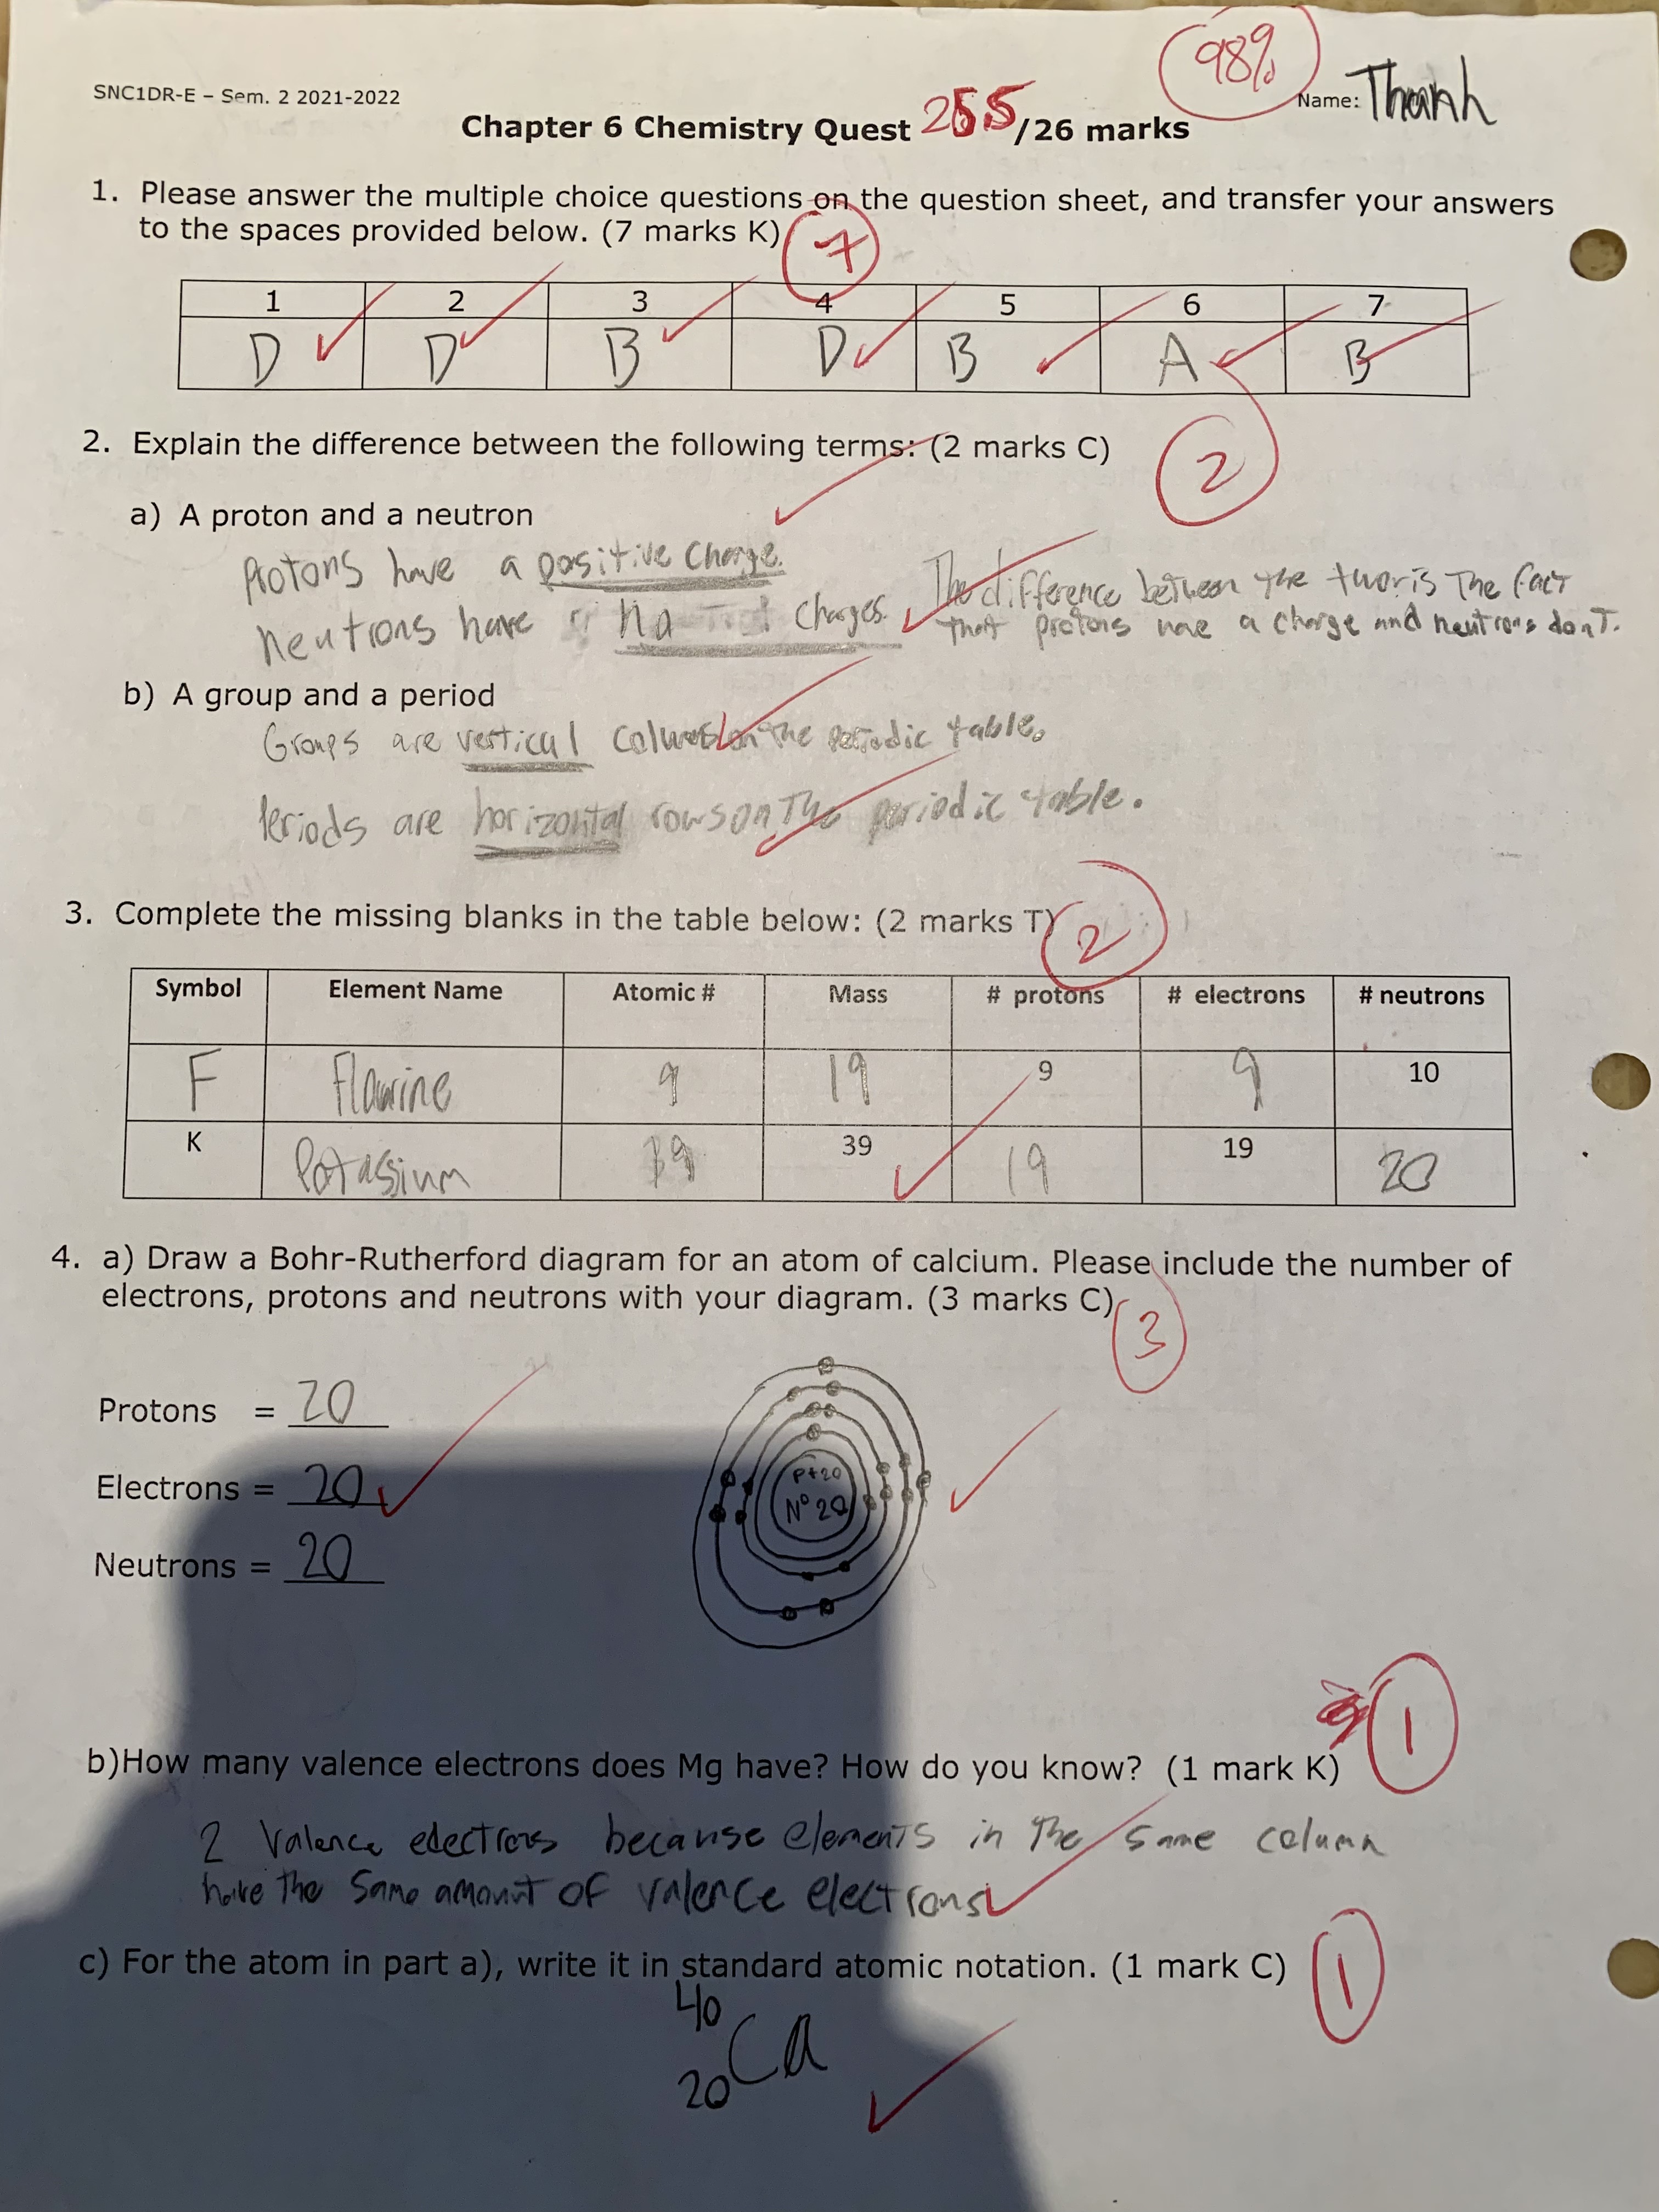 98%
SNC1DR-E – Sem. 2 2021-2022
Name: Thanh
Chapter 6 Chemistry Quest 25.5/26 marks
1. Please answer the multiple choice questions on the question sheet, and transfer your answers
to the spaces provided below. (7 marks K) 7
1 2 3 4 5 6 7
D D B D B A B
2. Explain the difference between the following terms: (2 marks C) 2
a) A proton and a neutron
Protons have a positive charge.
neutrons have no charges. The difference between the two is The fact
that protons have a charge and neutrons donT.
b) A group and a period
Groups are vertical on the periodic table.
Periods are horizontal rows on The periodic table.
3. Complete the missing blanks in the table below: (2 marks T) 2
Symbol Element Name Atomic # Mass # protons # electrons # neutrons
F Flourine 9 19 9 9 10
K Potassium 19 39 19 19 20
4. a) Draw a Bohr-Rutherford diagram for an atom of calcium. Please include the number of
electrons, protons and neutrons with your diagram. (3 marks C) 3
Protons = 20
Electrons = 20
Neutrons = 20
P+20
N° 20
b)How many valence electrons does Mg have? How do you know? (1 mark K) 1
2 Valence electrons because elements in The same column
have The Same amount of valence electrons
c) For the atom in part a), write it in standard atomic notation. (1 mark C) 1
40
Ca
20